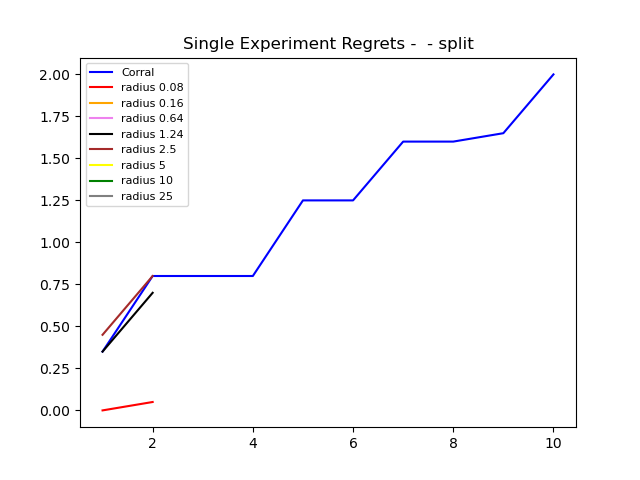 Single Experiment Regrets -  - split
2.00
1.75
1.50
1.25
1.00
0.75
0.50
0.25
0.00
Corral
radius 0.08
radius 0.16
radius 0.64
radius 1.24
radius 2.5
radius 5
radius 10
radius 25
2 4 6 8 10